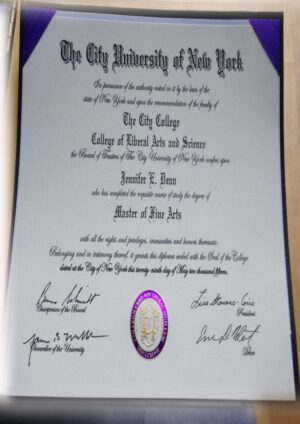 The City University of New York
In pursuance of the authority vested in it by the laws of the
state of New York and upon the recommendation of the faculty of
The City College
College of Liberal Arts and Science
the Board of Trustees of The City University of New York confers upon
Jennifer E. Dunn
who has completed the requisite course of study the degree of
Master of Fine Arts
with all the rights and privileges, immunities and honors thereunto.
Belonging and in testimony thereof, it grants this diploma sealed with the Seal of the College
dated at the City of New York this twenty-ninth day of May two thousand fifteen.
Chairperson of the Board
President
Chancellor of the University
Dean